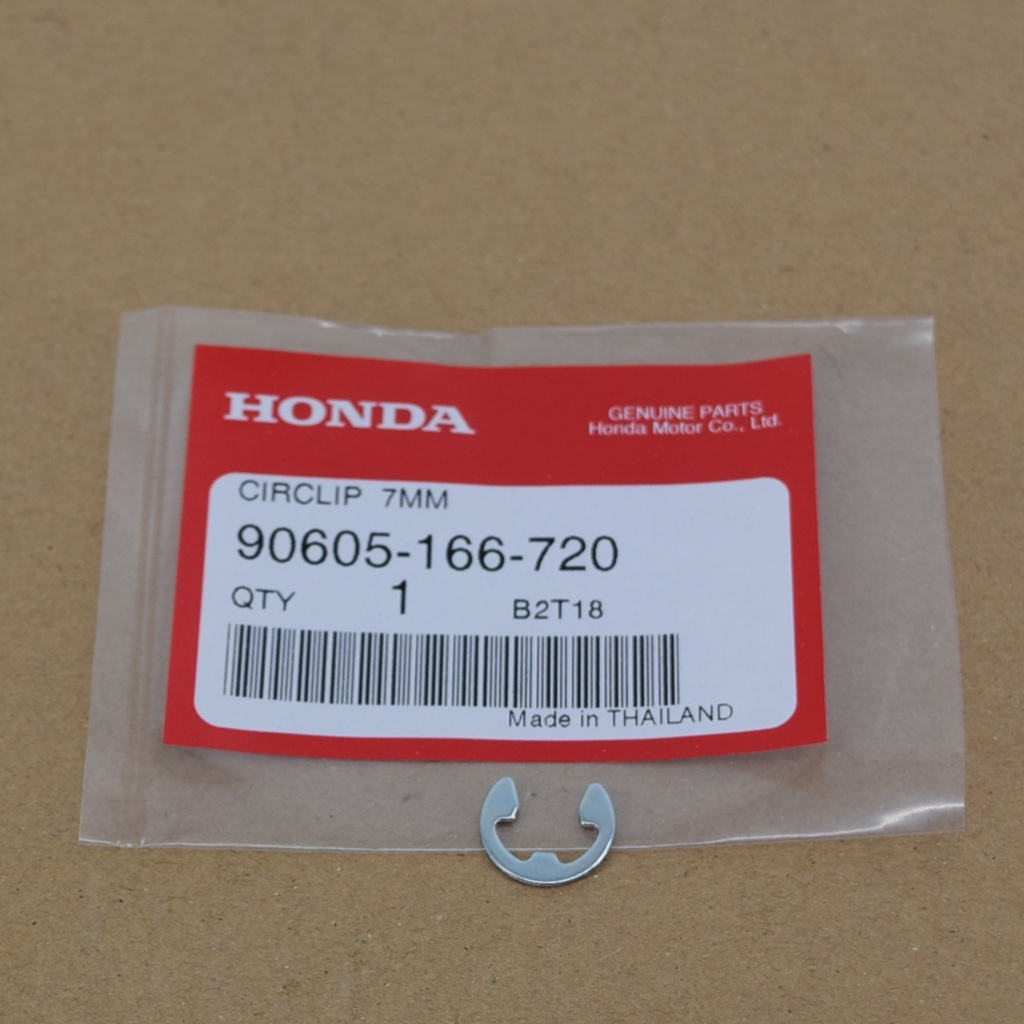 HONDA
GENUINE PARTS
Honda Motor Co., Ltd.
CIRCLIP 7MM
90605-166-720
QTY 1 B2T18
Made in THAILAND